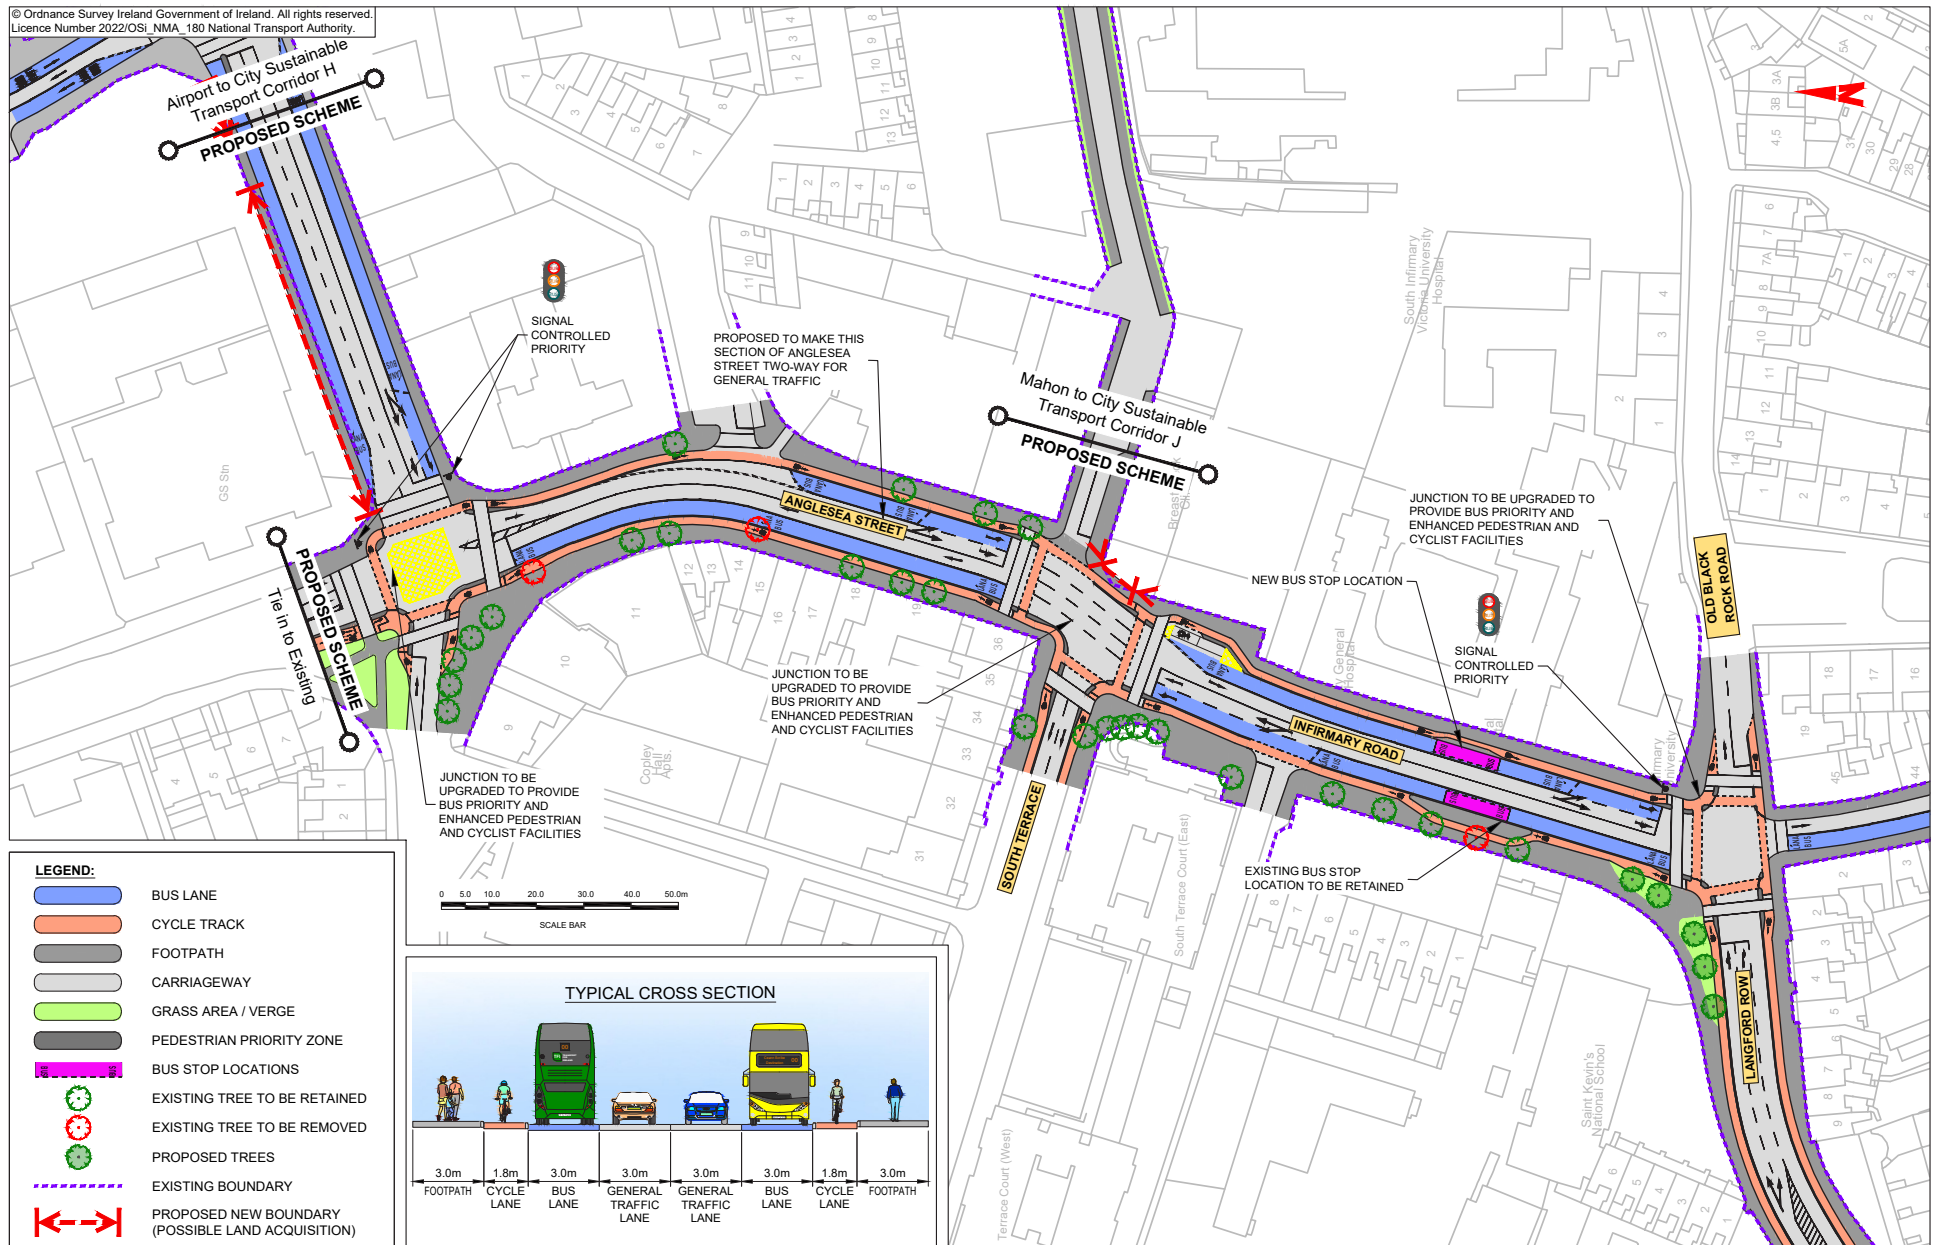 © Ordnance Survey Ireland Government of Ireland. All rights reserved.
Licence Number 2022/OSi_NMA_180 National Transport Authority.
Airport to City Sustainable
Transport Corridor H
PROPOSED SCHEME
SIGNAL
CONTROLLED
PRIORITY
PROPOSED TO MAKE THIS
SECTION OF ANGLESEA
STREET TWO-WAY FOR
GENERAL TRAFFIC
Mahon to City Sustainable
Transport Corridor J
PROPOSED SCHEME
South Infirmary
Victoria University
Hospital
N
GS Stn
ANGLESEA STREET
JUNCTION TO BE UPGRADED TO
PROVIDE BUS PRIORITY AND
ENHANCED PEDESTRIAN AND
CYCLIST FACILITIES
NEW BUS STOP LOCATION
OLD BLACK
ROCK ROAD
PROPOSED SCHEME
Tie in to Existing
SIGNAL
CONTROLLED
PRIORITY
JUNCTION TO BE
UPGRADED TO PROVIDE
BUS PRIORITY AND
ENHANCED PEDESTRIAN
AND CYCLIST FACILITIES
INFIRMARY ROAD
Copley
Hall
Apts.
JUNCTION TO BE
UPGRADED TO PROVIDE
BUS PRIORITY AND
ENHANCED PEDESTRIAN
AND CYCLIST FACILITIES
SOUTH TERRACE
South Terrace Court (East)
EXISTING BUS STOP
LOCATION TO BE RETAINED
LANGFORD ROW
Saint Kevin's
National School
Terrace Court (West)
0 5.0 10.0 20.0 30.0 40.0 50.0m
SCALE BAR
LEGEND:
BUS LANE
CYCLE TRACK
FOOTPATH
CARRIAGEWAY
GRASS AREA / VERGE
PEDESTRIAN PRIORITY ZONE
BUS STOP LOCATIONS
EXISTING TREE TO BE RETAINED
EXISTING TREE TO BE REMOVED
PROPOSED TREES
EXISTING BOUNDARY
PROPOSED NEW BOUNDARY
(POSSIBLE LAND ACQUISITION)
TYPICAL CROSS SECTION
3.0m 1.8m 3.0m 3.0m 3.0m 3.0m 1.8m 3.0m
FOOTPATH CYCLE BUS GENERAL GENERAL BUS CYCLE FOOTPATH
LANE LANE TRAFFIC TRAFFIC LANE LANE
LANE LANE